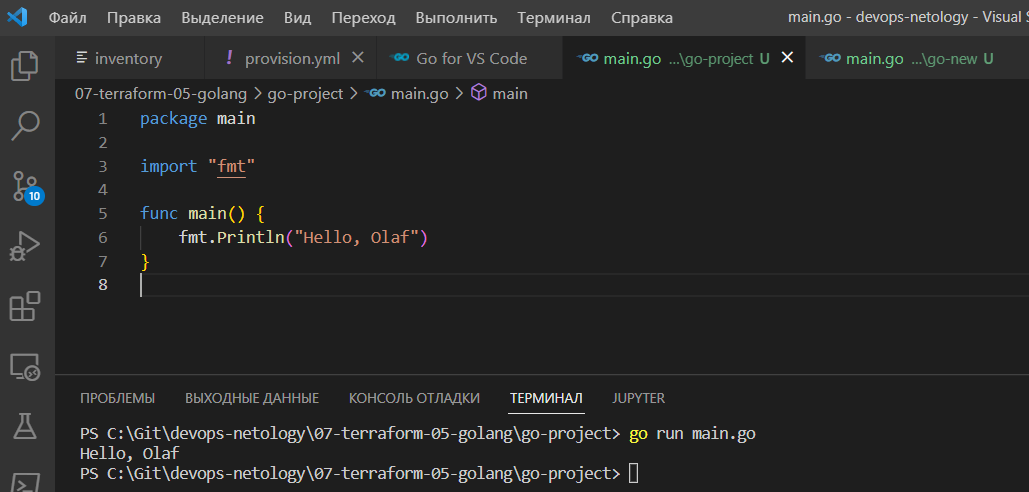 Файл Правка Выделение Вид Переход Выполнить Терминал Справка main.go - devops-netology - Visual S
inventory ! provision.yml Go for VS Code main.go ...\go-project U main.go ...\go-new U
07-terraform-05-golang > go-project > main.go > main
1 package main
2
3 import "fmt"
4
5 func main() {
6 fmt.Println("Hello, Olaf")
7 }
8
10
ПРОБЛЕМЫ ВЫХОДНЫЕ ДАННЫЕ КОНСОЛЬ ОТЛАДКИ ТЕРМИНАЛ JUPYTER
PS C:\Git\devops-netology\07-terraform-05-golang\go-project> go run main.go
Hello, Olaf
PS C:\Git\devops-netology\07-terraform-05-golang\go-project>